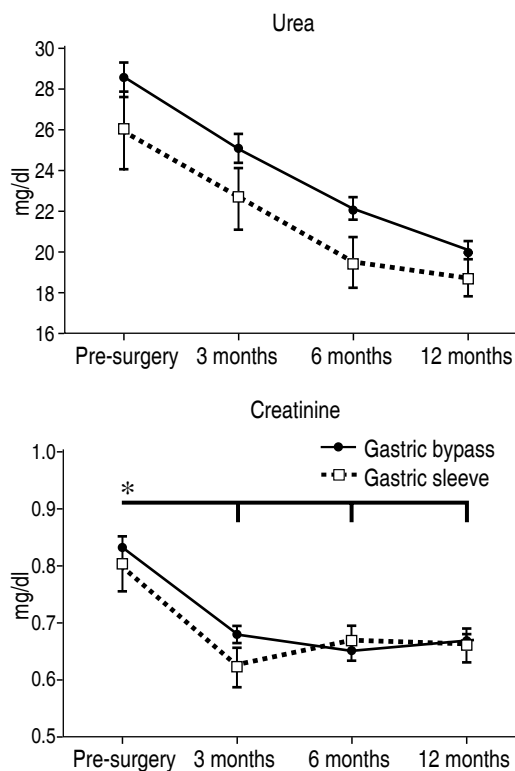 Urea
30
28
26
24
22
20
18
16
mg/dl
Pre-surgery 3 months 6 months 12 months
Creatinine
1.0
0.9
0.8
0.7
0.6
0.5
mg/dl
Gastric bypass
Gastric sleeve
*
Pre-surgery 3 months 6 months 12 months